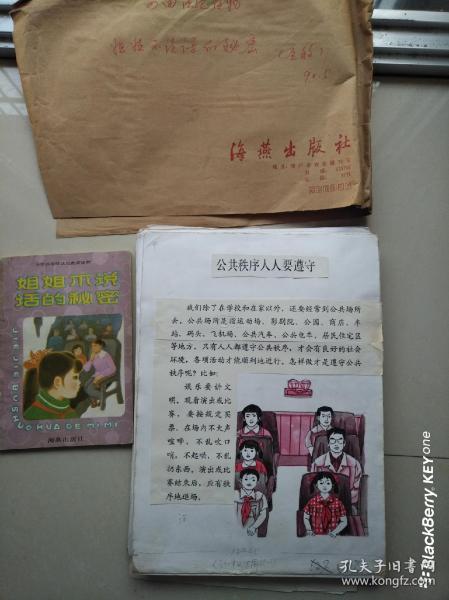 姐姐不说话的秘密（画稿）
90.5
海燕出版社
姐姐不说
话的秘密
海燕出版社
公共秩序人人要遵守
我们除了在学校和在家以外，还要经常到公共场所
去。公共场所是指运动场、影剧院、公园、商店、车
站、码头、飞机场、公共汽车、公共电车、居民住宅区
等地方。只有人人都遵守公共秩序，才会有良好的社会
环境，各项活动才能顺利地进行。怎样做才是遵守公共
秩序呢？比如：
娱乐要讲文
明。观看演出或比
赛，要按规定买
票。在场内不大声
喧哗，不乱吹口
哨，不起哄，不乱
扔东西。演出或比
赛结束后，应有秩
序地退场。
BlackBerry KEYone
孔夫子旧书网